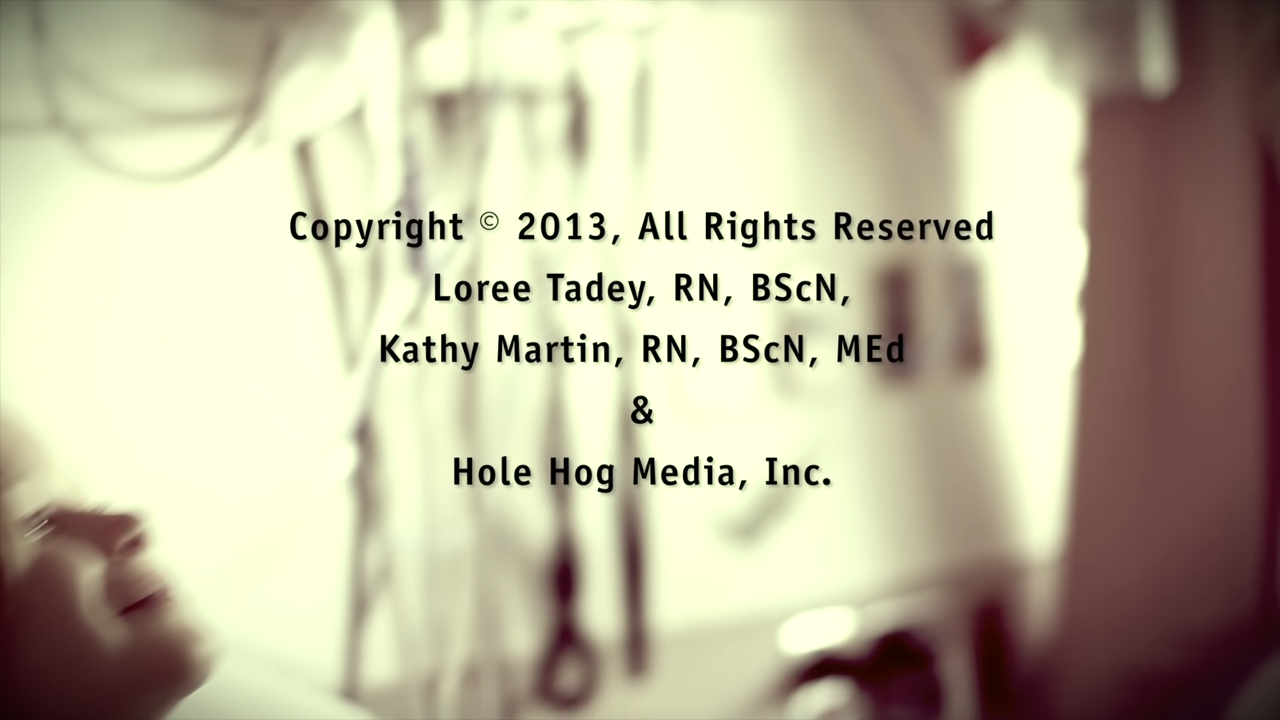 Copyright © 2013, All Rights Reserved
Loree Tadey, RN, BScN,
Kathy Martin, RN, BScN, MEd
&
Hole Hog Media, Inc.